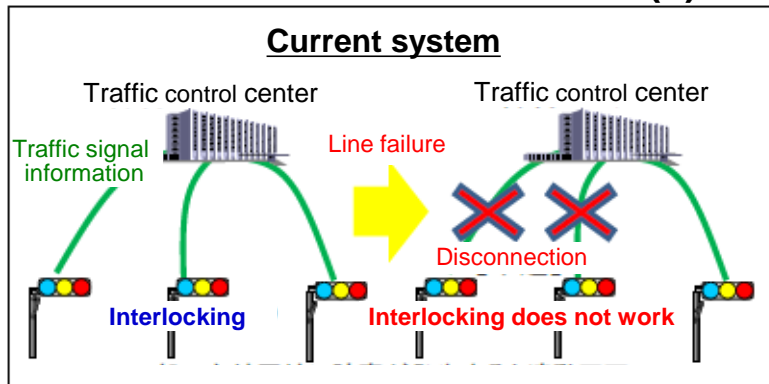 Current system
Traffic control center
Traffic control center
Traffic signal
information
Line failure
Disconnection
Interlocking
Interlocking does not work